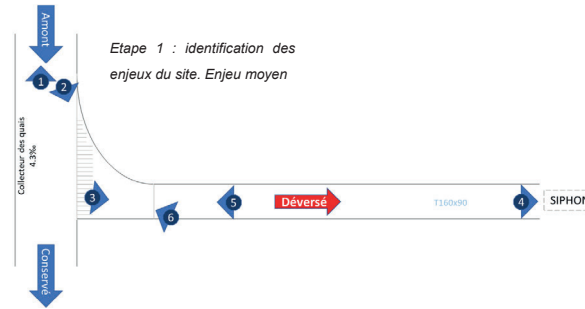 Amont
Etape 1 : identification des
enjeux du site. Enjeu moyen
1
2
Collecteur des quais
4.3‰
3
6
5
Déversé
T160x90
4
SIPHON
Conservé